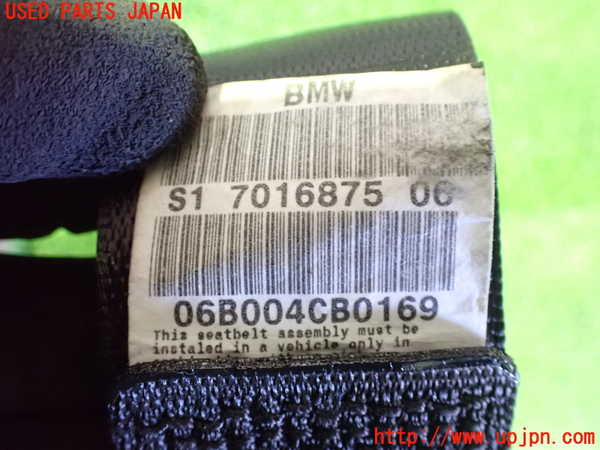 USED PARTS JAPAN
BMW
S1 7016875 06
06B004CB0169
This seatbelt assembly must be
instaled in a vehicle only in
http://www.upjpn.com/